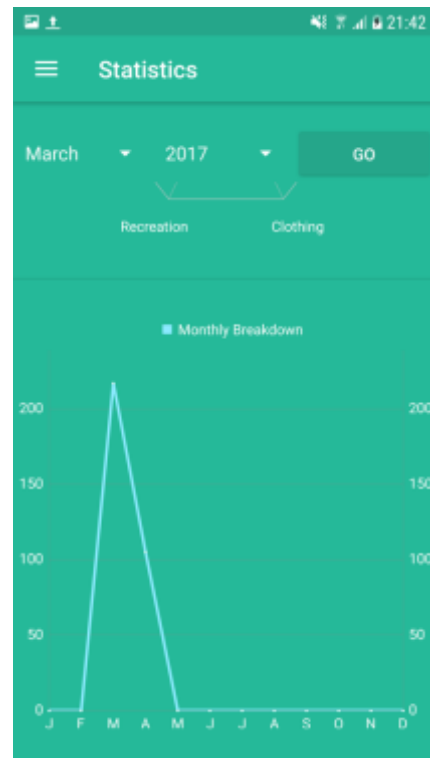 21:42
Statistics
March 2017 GO
Recreation Clothing
Monthly Breakdown
200 200
150 150
100 100
50 50
0 0
J F M A M J J A S O N D